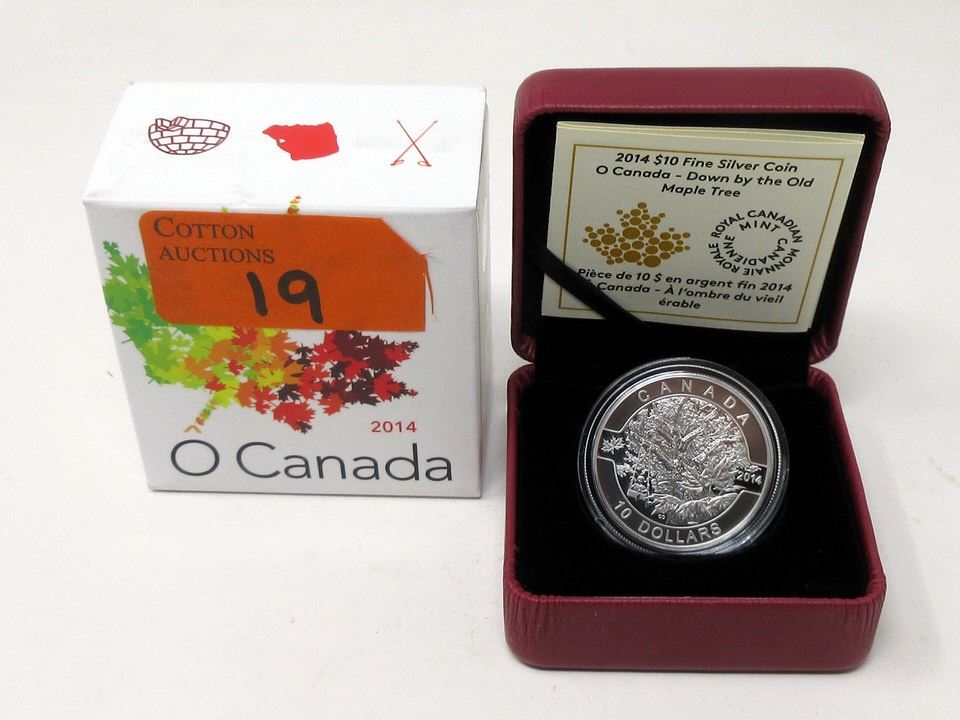 COTTON
AUCTIONS
19
2014
O Canada
2014 $10 Fine Silver Coin
O Canada – Down by the Old
Maple Tree
ROYAL CANADIAN MINT
MONNAIE ROYALE CANADIENNE
Pièce de 10 $ en argent fin 2014
Canada – À l'ombre du vieil
érable
CANADA
2014
10 DOLLARS